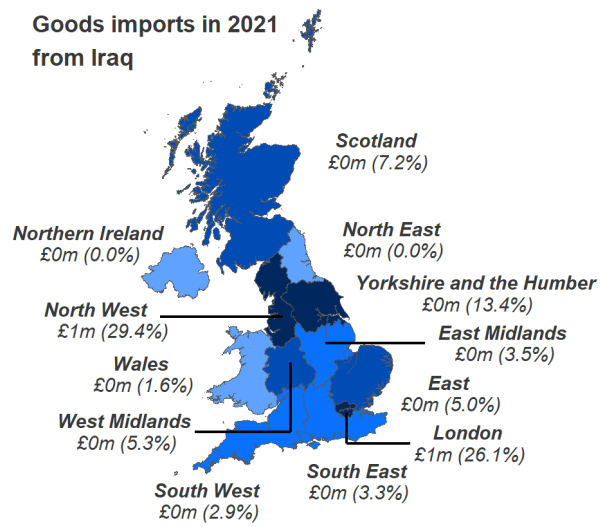 Goods imports in 2021
from Iraq
Scotland
£0m (7.2%)
Northern Ireland
£0m (0.0%)
North East
£0m (0.0%)
Yorkshire and the Humber
£0m (13.4%)
North West
£1m (29.4%)
East Midlands
£0m (3.5%)
Wales
£0m (1.6%)
East
£0m (5.0%)
West Midlands
£0m (5.3%)
London
£1m (26.1%)
South East
£0m (3.3%)
South West
£0m (2.9%)